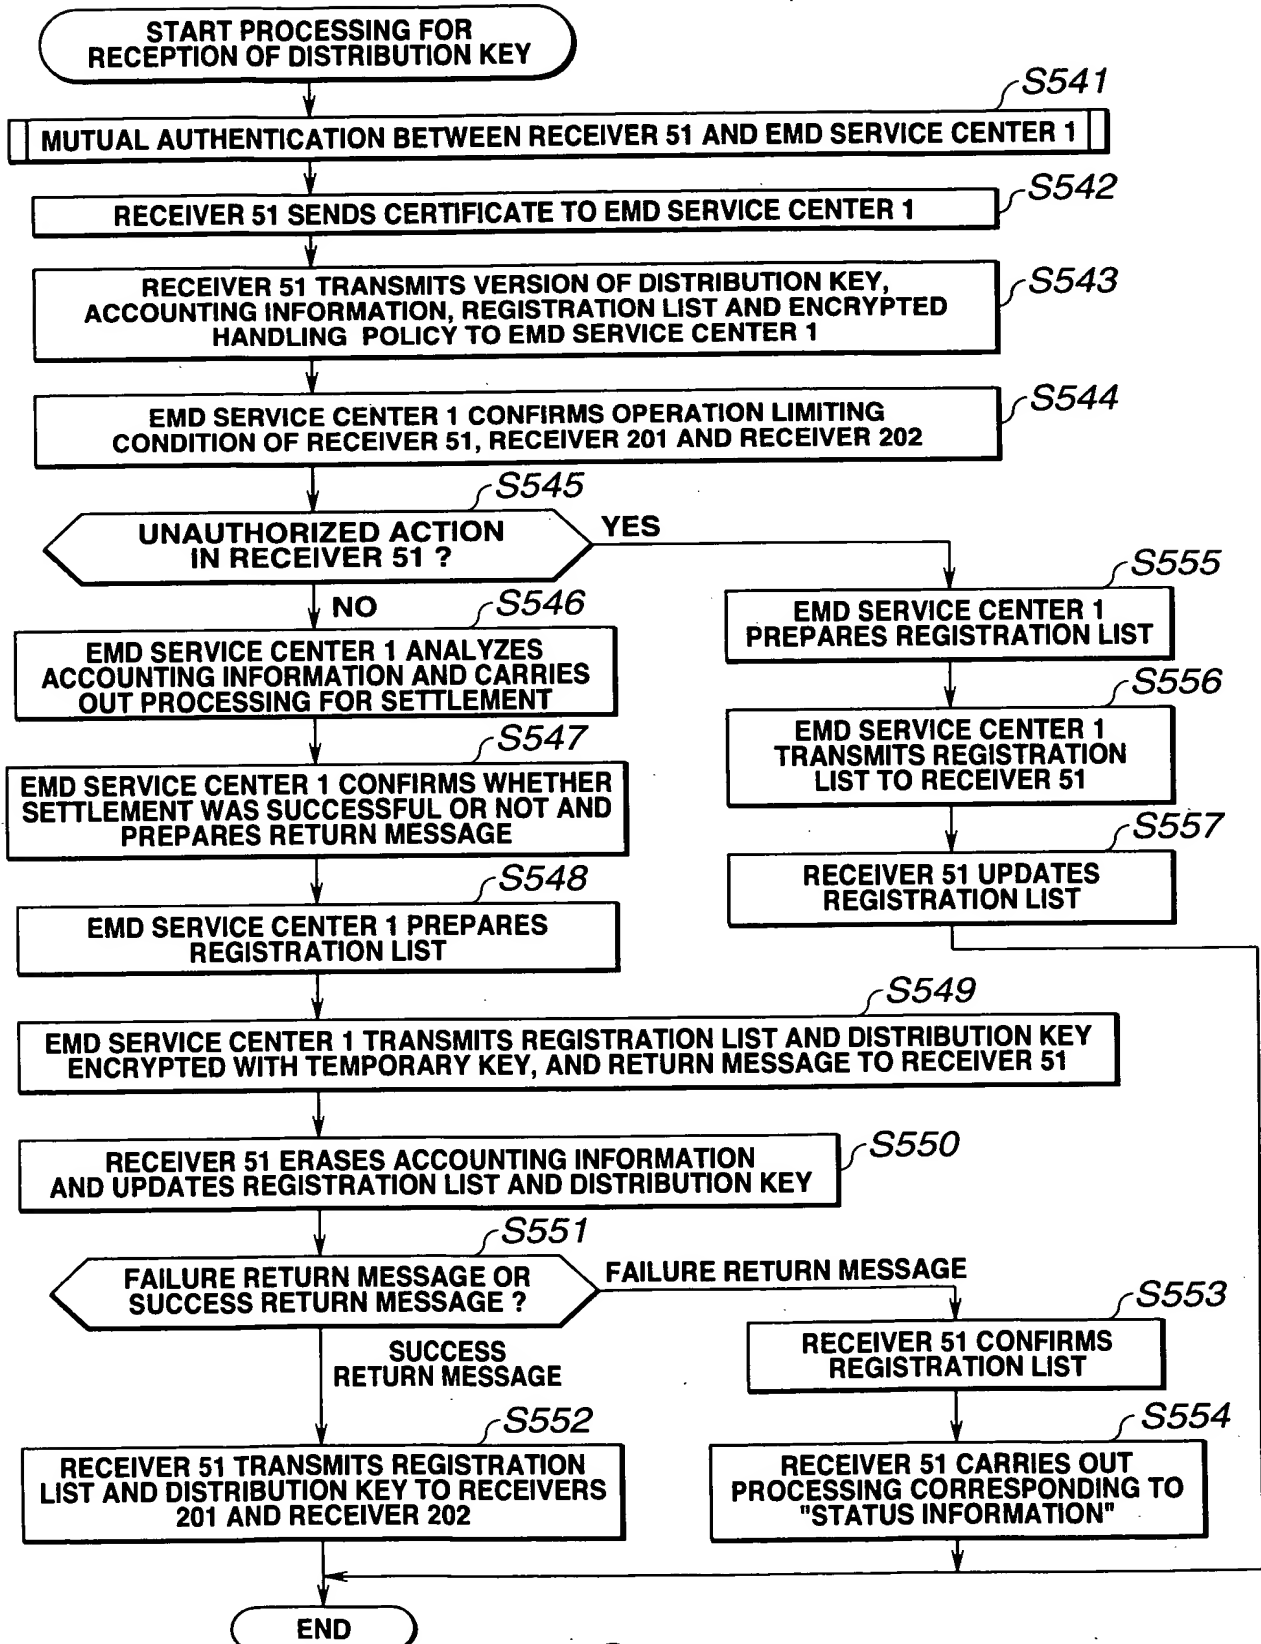 START PROCESSING FOR
RECEPTION OF DISTRIBUTION KEY
S541
MUTUAL AUTHENTICATION BETWEEN RECEIVER 51 AND EMD SERVICE CENTER 1
S542
RECEIVER 51 SENDS CERTIFICATE TO EMD SERVICE CENTER 1
S543
RECEIVER 51 TRANSMITS VERSION OF DISTRIBUTION KEY,
ACCOUNTING INFORMATION, REGISTRATION LIST AND ENCRYPTED
HANDLING POLICY TO EMD SERVICE CENTER 1
S544
EMD SERVICE CENTER 1 CONFIRMS OPERATION LIMITING
CONDITION OF RECEIVER 51, RECEIVER 201 AND RECEIVER 202
S545
UNAUTHORIZED ACTION
IN RECEIVER 51 ?
YES
NO
S546
EMD SERVICE CENTER 1 ANALYZES
ACCOUNTING INFORMATION AND CARRIES
OUT PROCESSING FOR SETTLEMENT
S555
EMD SERVICE CENTER 1
PREPARES REGISTRATION LIST
S547
EMD SERVICE CENTER 1 CONFIRMS WHETHER
SETTLEMENT WAS SUCCESSFUL OR NOT AND
PREPARES RETURN MESSAGE
S556
EMD SERVICE CENTER 1
TRANSMITS REGISTRATION
LIST TO RECEIVER 51
S548
EMD SERVICE CENTER 1 PREPARES
REGISTRATION LIST
S557
RECEIVER 51 UPDATES
REGISTRATION LIST
S549
EMD SERVICE CENTER 1 TRANSMITS REGISTRATION LIST AND DISTRIBUTION KEY
ENCRYPTED WITH TEMPORARY KEY, AND RETURN MESSAGE TO RECEIVER 51
S550
RECEIVER 51 ERASES ACCOUNTING INFORMATION
AND UPDATES REGISTRATION LIST AND DISTRIBUTION KEY
S551
FAILURE RETURN MESSAGE OR
SUCCESS RETURN MESSAGE ?
FAILURE RETURN MESSAGE
SUCCESS
RETURN MESSAGE
S553
RECEIVER 51 CONFIRMS
REGISTRATION LIST
S552
RECEIVER 51 TRANSMITS REGISTRATION
LIST AND DISTRIBUTION KEY TO RECEIVERS
201 AND RECEIVER 202
S554
RECEIVER 51 CARRIES OUT
PROCESSING CORRESPONDING TO
"STATUS INFORMATION"
END